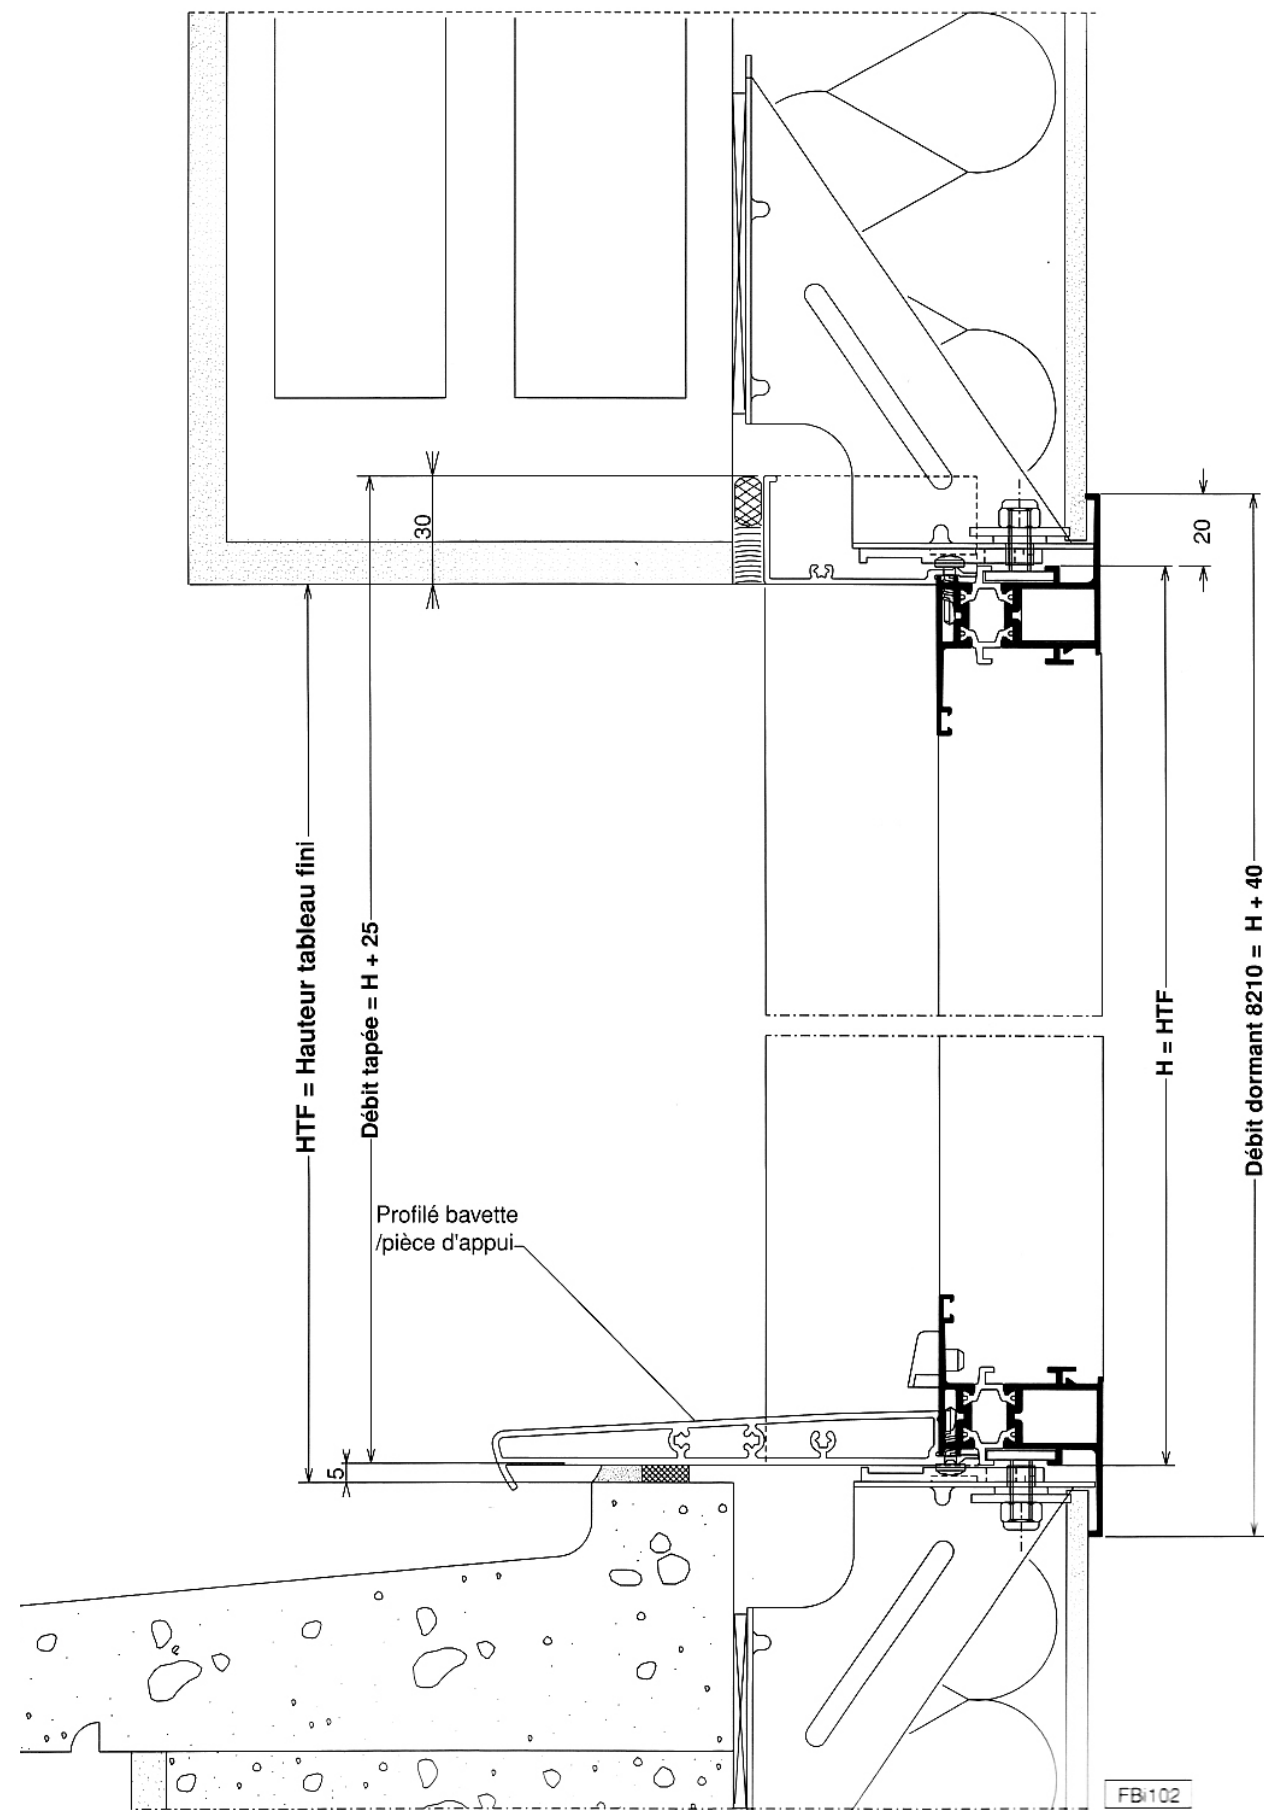 30
20
HTF = Hauteur tableau fini
Débit tapée = H + 25
H = HTF
Débit dormant 8210 = H + 40
Profilé bavette
/pièce d'appui
5
FBi102